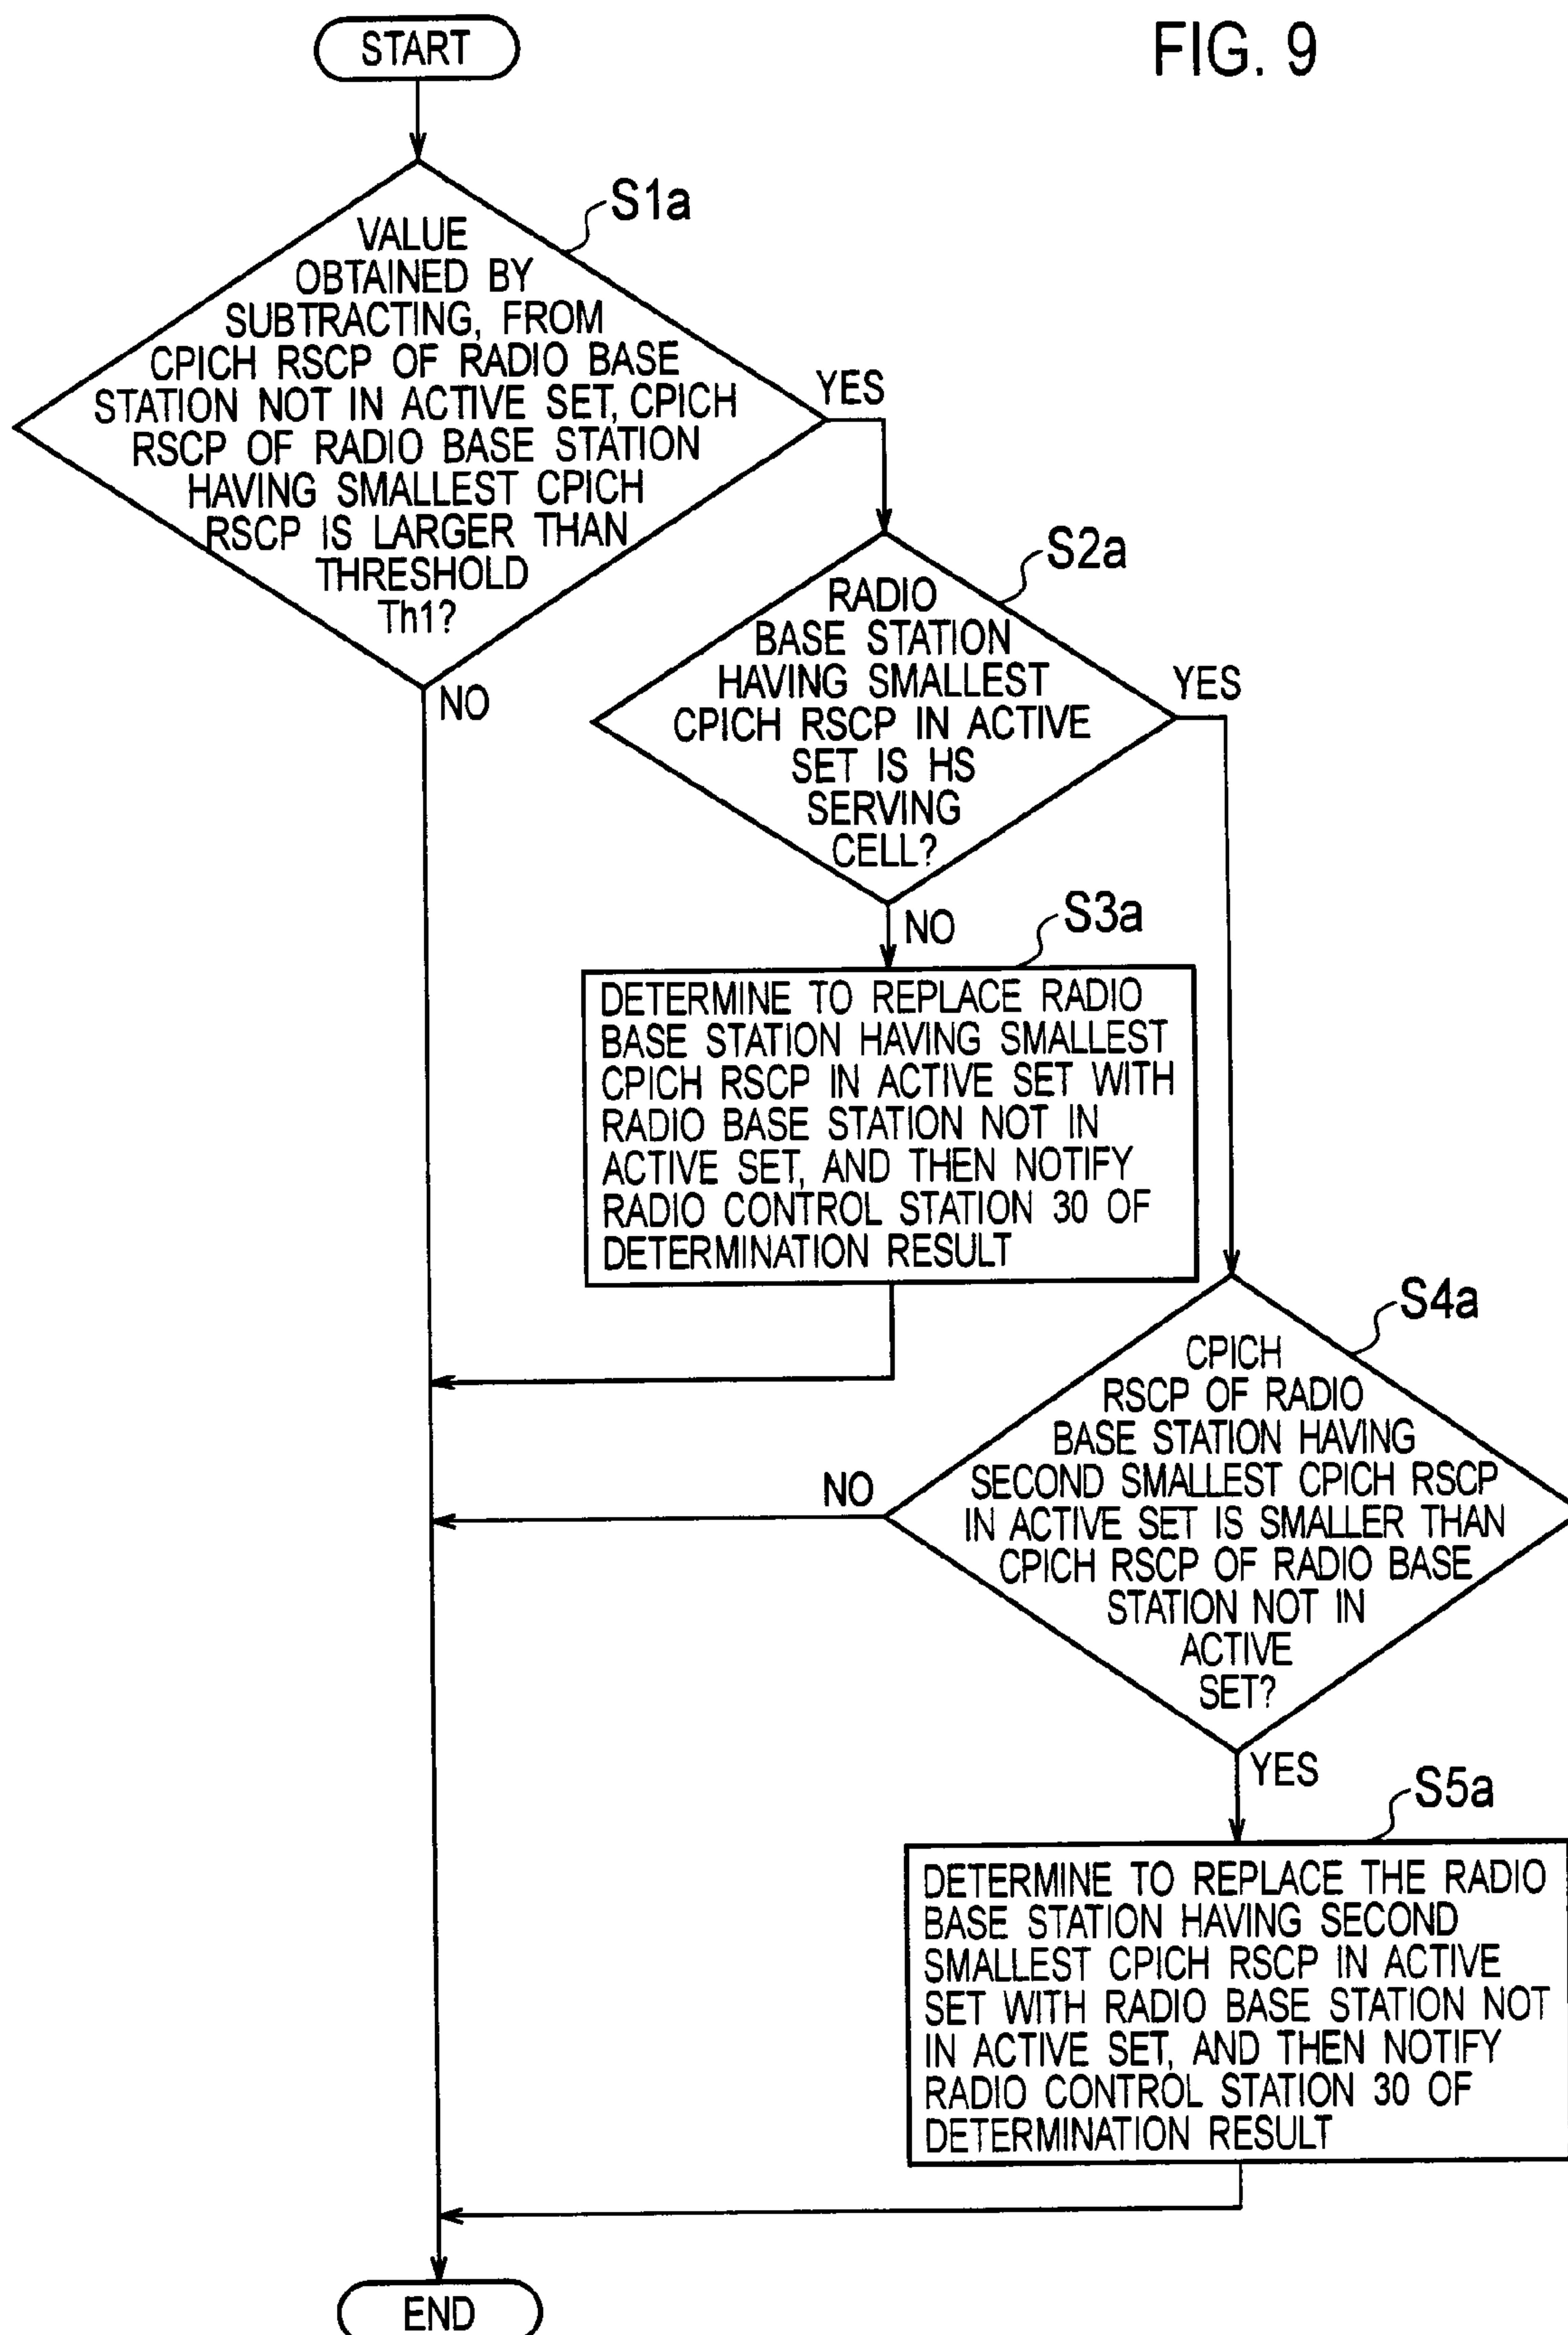 FIG. 9
START
S1a
VALUE
OBTAINED BY
SUBTRACTING, FROM
CPICH RSCP OF RADIO BASE
STATION NOT IN ACTIVE SET, CPICH
RSCP OF RADIO BASE STATION
HAVING SMALLEST CPICH
RSCP IS LARGER THAN
THRESHOLD
Th1?
YES
NO
S2a
RADIO
BASE STATION
HAVING SMALLEST
CPICH RSCP IN ACTIVE
SET IS HS
SERVING
CELL?
YES
NO
S3a
DETERMINE TO REPLACE RADIO
BASE STATION HAVING SMALLEST
CPICH RSCP IN ACTIVE SET WITH
RADIO BASE STATION NOT IN
ACTIVE SET, AND THEN NOTIFY
RADIO CONTROL STATION 30 OF
DETERMINATION RESULT
S4a
CPICH
RSCP OF RADIO
BASE STATION HAVING
SECOND SMALLEST CPICH RSCP
IN ACTIVE SET IS SMALLER THAN
CPICH RSCP OF RADIO BASE
STATION NOT IN
ACTIVE
SET?
NO
YES
S5a
DETERMINE TO REPLACE THE RADIO
BASE STATION HAVING SECOND
SMALLEST CPICH RSCP IN ACTIVE
SET WITH RADIO BASE STATION NOT
IN ACTIVE SET, AND THEN NOTIFY
RADIO CONTROL STATION 30 OF
DETERMINATION RESULT
END